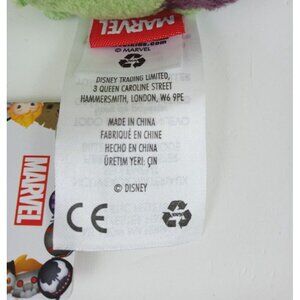 MARVEL
© MARVEL
DISNEY TRADING LIMITED,
3 QUEEN CAROLINE STREET
HAMMERSMITH, LONDON, W6 9PE
MADE IN CHINA
FABRIQUÉ EN CHINE
HECHO EN CHINA
ÜRETIM YERI: ÇIN
© DISNEY
CE
MARVEL